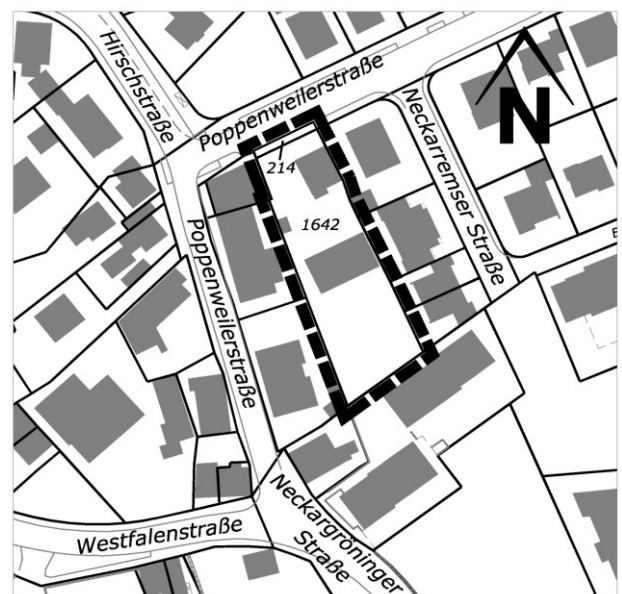 Hirschstraße
Poppenweilerstraße
N
214
1642
Neckarremser Straße
Poppenweilerstraße
Westfalenstraße
Neckargröninger
Straße